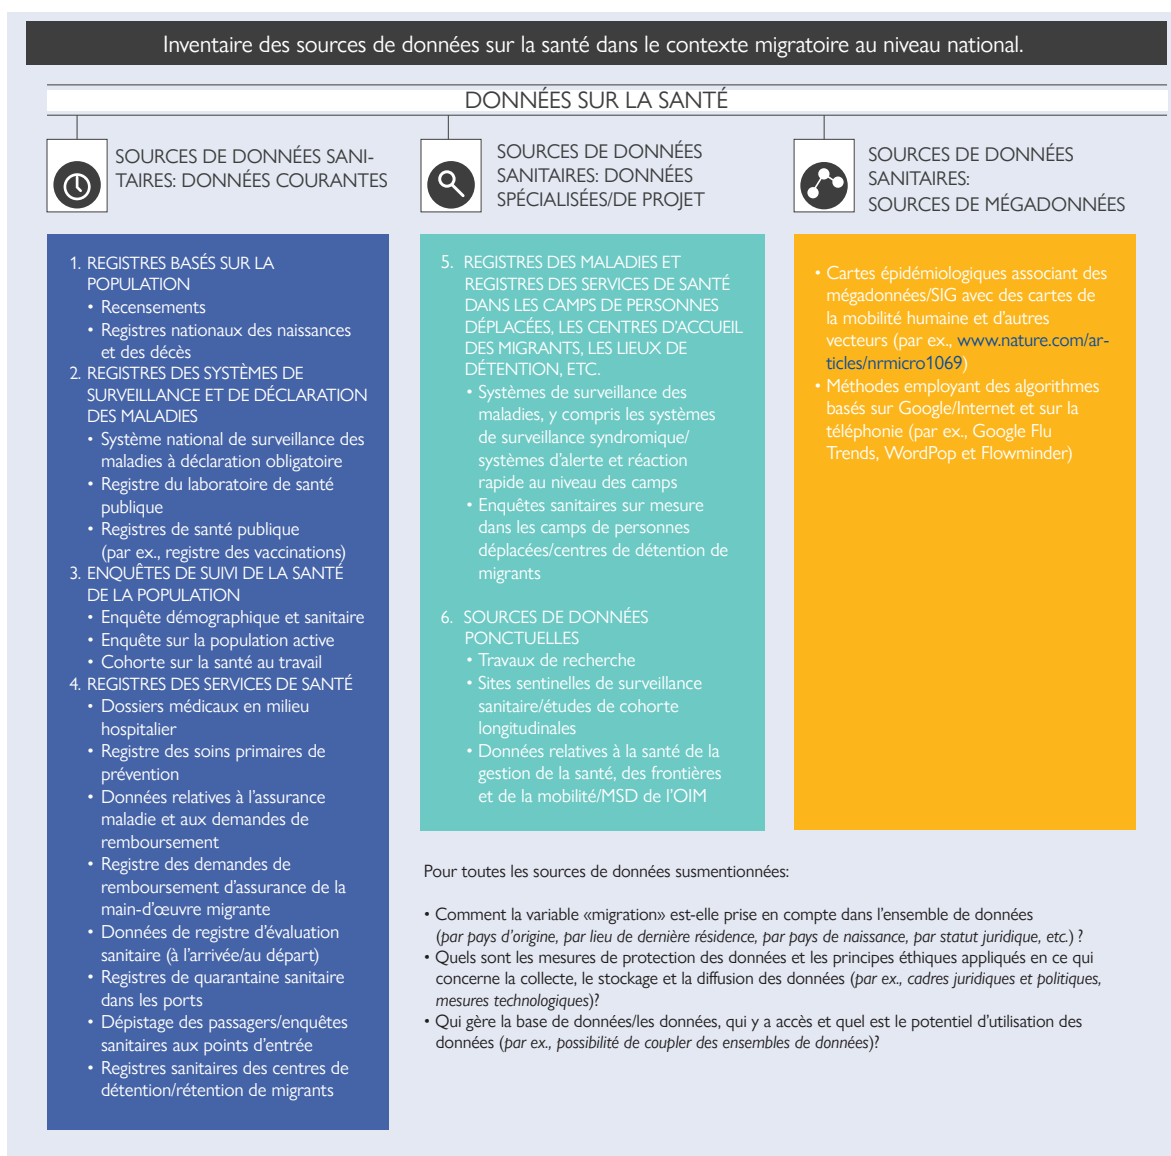 Inventaire des sources de données sur la santé dans le contexte migratoire au niveau national.
DONNÉES SUR LA SANTÉ
SOURCES DE DONNÉES SANI-
TAIRES: DONNÉES COURANTES
1. REGISTRES BASÉS SUR LA
POPULATION
• Recensements
• Registres nationaux des naissances
et des décès
2. REGISTRES DES SYSTÈMES DE
SURVEILLANCE ET DE DÉCLARATION
DES MALADIES
• Système national de surveillance des
maladies à déclaration obligatoire
• Registre du laboratoire de santé
publique
• Registres de santé publique
(par ex., registre des vaccinations)
3. ENQUÊTES DE SUIVI DE LA SANTÉ
DE LA POPULATION
• Enquête démographique et sanitaire
• Enquête sur la population active
• Cohorte sur la santé au travail
4. REGISTRES DES SERVICES DE SANTÉ
• Dossiers médicaux en milieu
hospitalier
• Registre des soins primaires de
prévention
• Données relatives à l'assurance
maladie et aux demandes de
remboursement
• Registre des demandes de
remboursement d'assurance de la
main-d'œuvre migrante
• Données de registre d'évaluation
sanitaire (à l'arrivée/au départ)
• Registres de quarantaine sanitaire
dans les ports
• Dépistage des passagers/enquêtes
sanitaires aux points d'entrée
• Registres sanitaires des centres de
détention/rétention de migrants
SOURCES DE DONNÉES
SANITAIRES: DONNÉES
SPÉCIALISÉES/DE PROJET
5. REGISTRES DES MALADIES ET
REGISTRES DES SERVICES DE SANTÉ
DANS LES CAMPS DE PERSONNES
DÉPLACÉES, LES CENTRES D'ACCUEIL
DES MIGRANTS, LES LIEUX DE
DÉTENTION, ETC.
• Systèmes de surveillance des
maladies, y compris les systèmes
de surveillance syndromique/
systèmes d'alerte et réaction
rapide au niveau des camps
• Enquêtes sanitaires sur mesure
dans les camps de personnes
déplacées/centres de détention de
migrants
6. SOURCES DE DONNÉES
PONCTUELLES
• Travaux de recherche
• Sites sentinelles de surveillance
sanitaire/études de cohorte
longitudinales
• Données relatives à la santé de la
gestion de la santé, des frontières
et de la mobilité/MSD de l'OIM
SOURCES DE DONNÉES
SANITAIRES:
SOURCES DE MÉGADONNÉES
• Cartes épidémiologiques associant des
mégadonnées/SIG avec des cartes de
la mobilité humaine et d'autres
vecteurs (par ex., www.nature.com/ar-
ticles/nrmicro1069)
• Méthodes employant des algorithmes
basés sur Google/Internet et sur la
téléphonie (par ex., Google Flu
Trends, WordPop et Flowminder)
Pour toutes les sources de données susmentionnées:
• Comment la variable «migration» est-elle prise en compte dans l'ensemble de données
(par pays d'origine, par lieu de dernière résidence, par pays de naissance, par statut juridique, etc.) ?
• Quels sont les mesures de protection des données et les principes éthiques appliqués en ce qui
concerne la collecte, le stockage et la diffusion des données (par ex., cadres juridiques et politiques,
mesures technologiques)?
• Qui gère la base de données/les données, qui y a accès et quel est le potentiel d'utilisation des
données (par ex., possibilité de coupler des ensembles de données)?